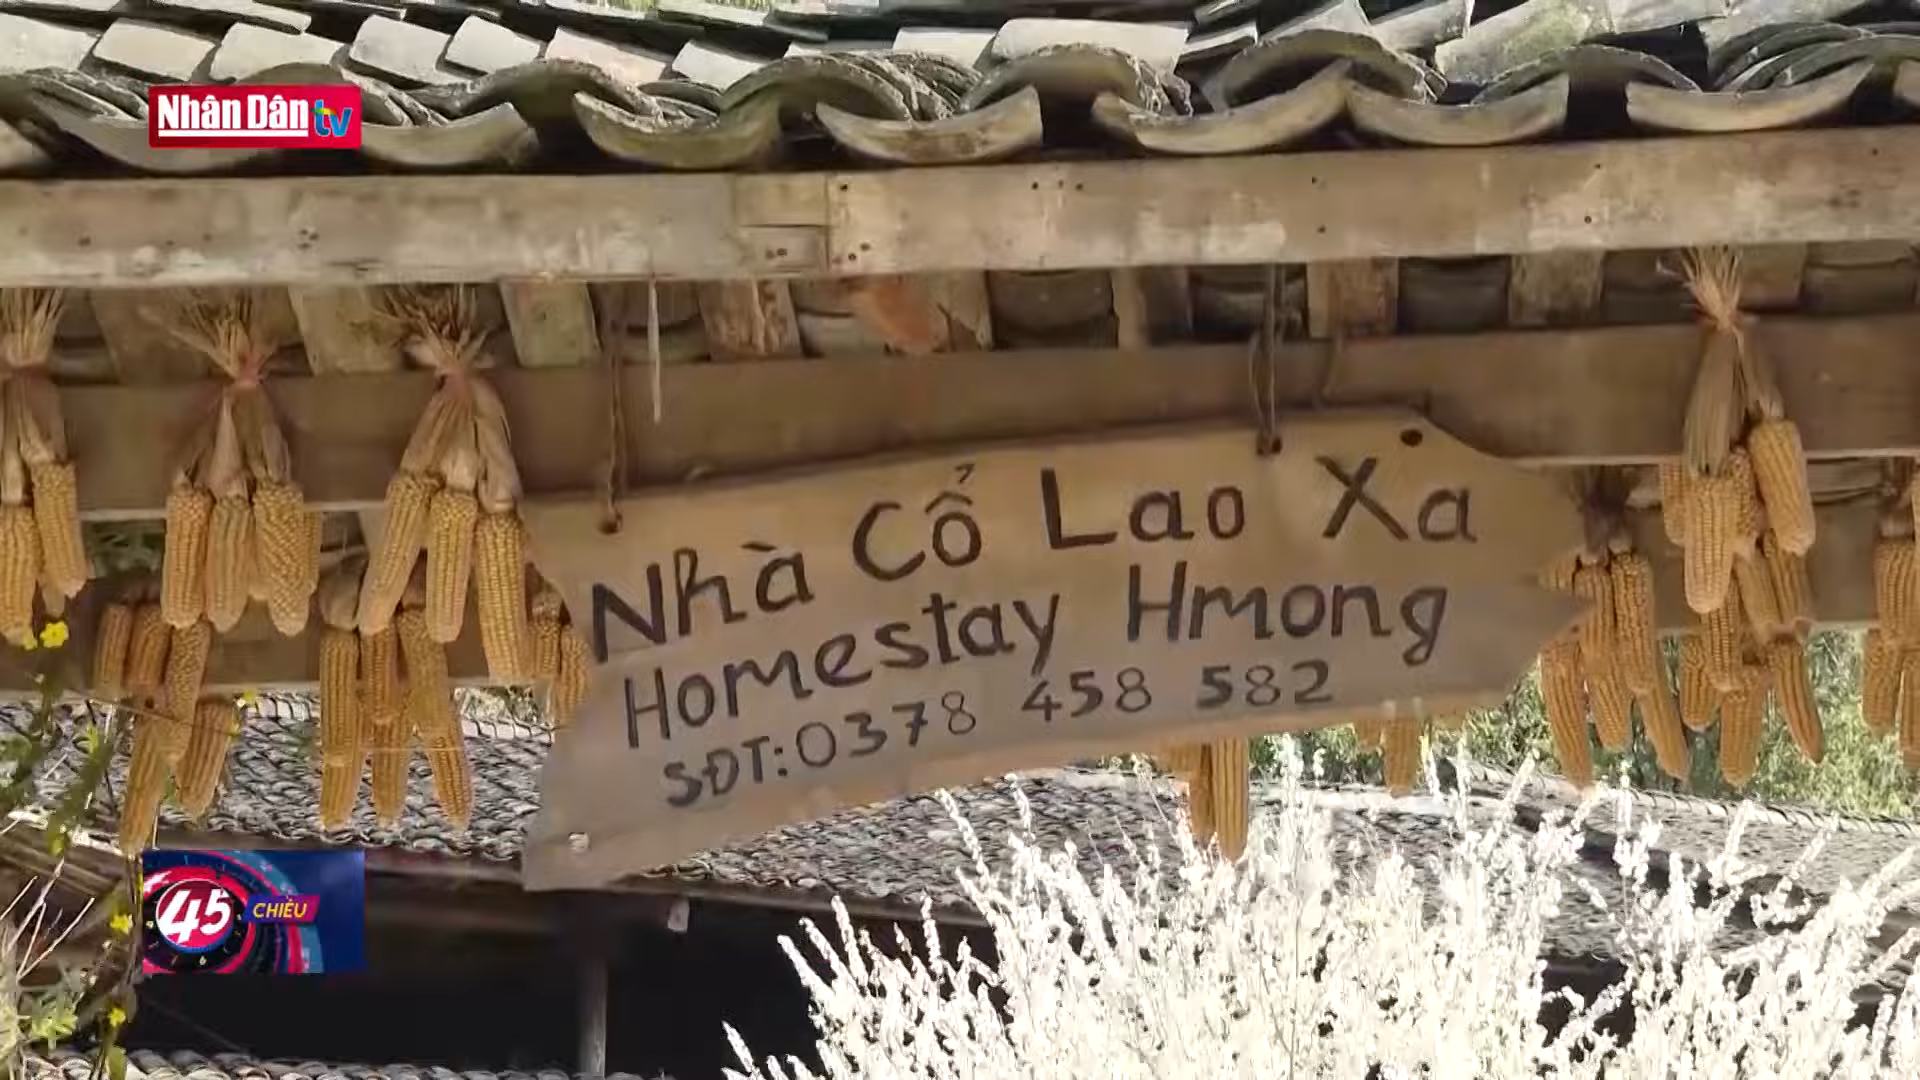 Nhân Dân tv
Nhà Cổ Lao Xa
Homestay Hmong
SĐT:0378 458 582
45 CHIỀU